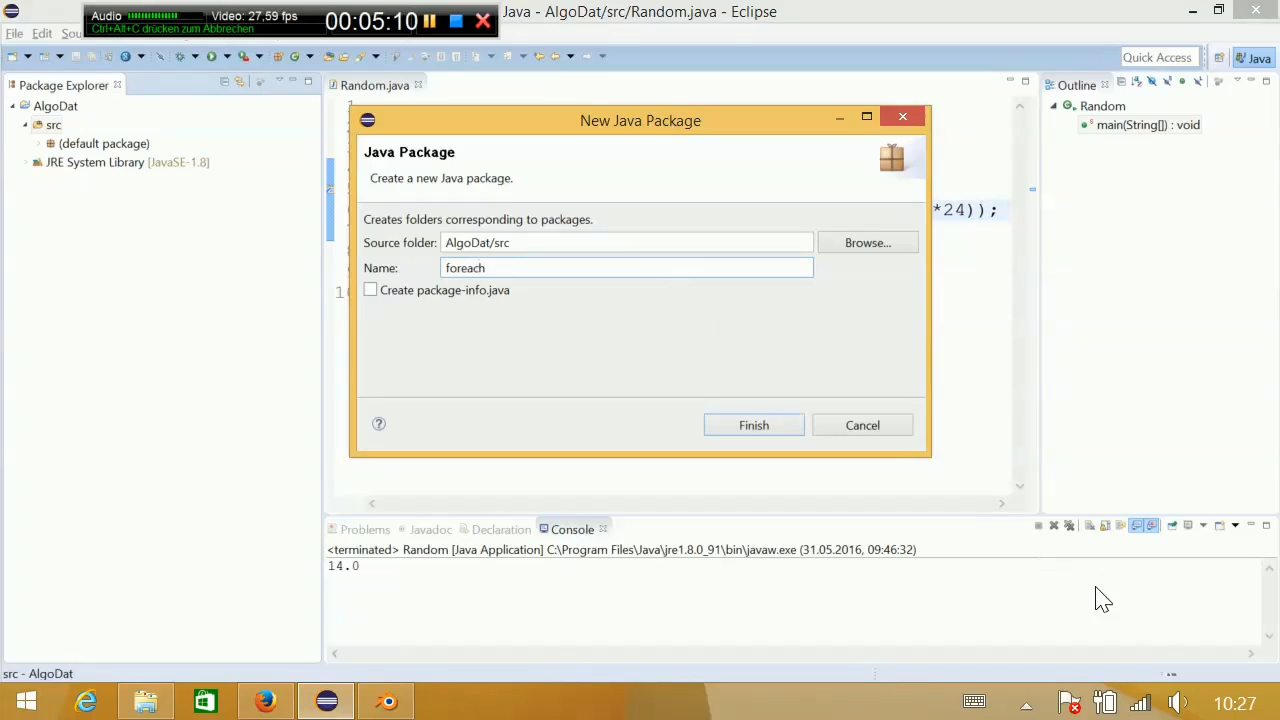 Audio Video: 27,59 fps 00:05:10
Ctrl+Alt+C drücken zum Abbrechen
Java - AlgoDat/src/Random.java - Eclipse
File Edit Sou
Quick Access Java
Package Explorer
AlgoDat
src
(default package)
JRE System Library [JavaSE-1.8]
Random.java
1
*24));
1
New Java Package
Java Package
Create a new Java package.
Creates folders corresponding to packages.
Source folder: AlgoDat/src Browse...
Name: foreach
Create package-info.java
? Finish Cancel
Outline
Random
main(String[]) : void
Problems Javadoc Declaration Console
<terminated> Random [Java Application] C:\Program Files\Java\jre1.8.0_91\bin\javaw.exe (31.05.2016, 09:46:32)
14.0
src - AlgoDat
10:27